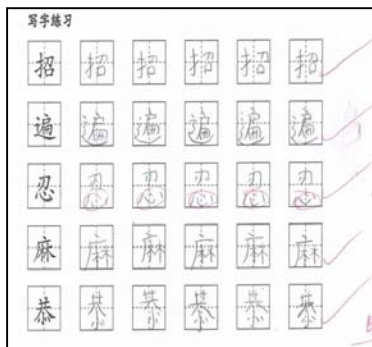 写字练习
招 招 招 招 招 招
遍 遍 遍 遍 遍 遍
忍 忍 忍 忍 忍 忍
麻 麻 麻 麻 麻 麻
恭 恭 恭 恭 恭 恭